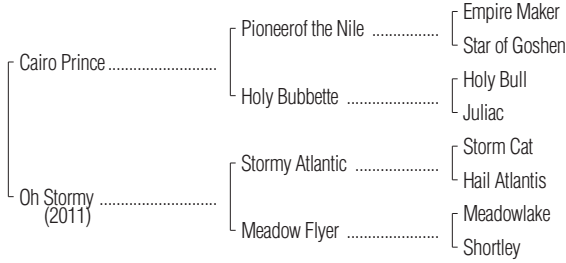 Empire Maker
Pioneerof the Nile ..................
Star of Goshen
Cairo Prince ..........................
Holy Bull
Holy Bubbette ........................
Juliac
Storm Cat
Stormy Atlantic ......................
Hail Atlantis
Oh Stormy ............................
(2011)
Meadowlake
Meadow Flyer ........................
Shortley